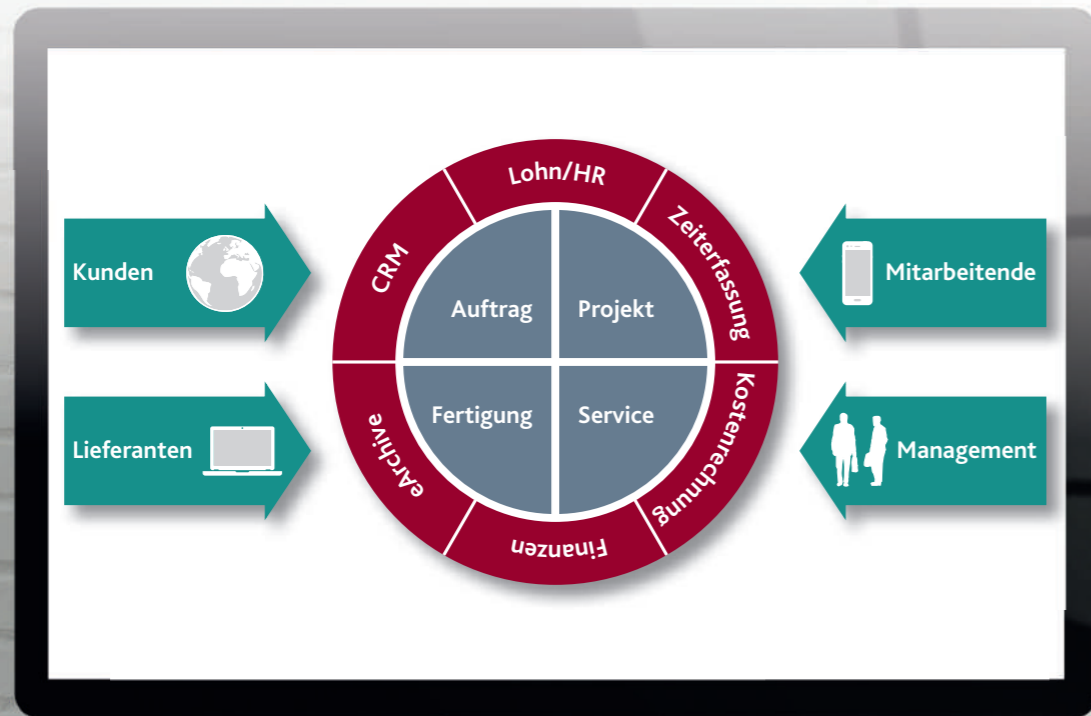 Lohn/HR
CRM
Zeiterfassung
Kunden
Auftrag
Projekt
Mitarbeitende
Lieferanten
Fertigung
Service
Management
eArchive
Kostenrechnung
Finanzen